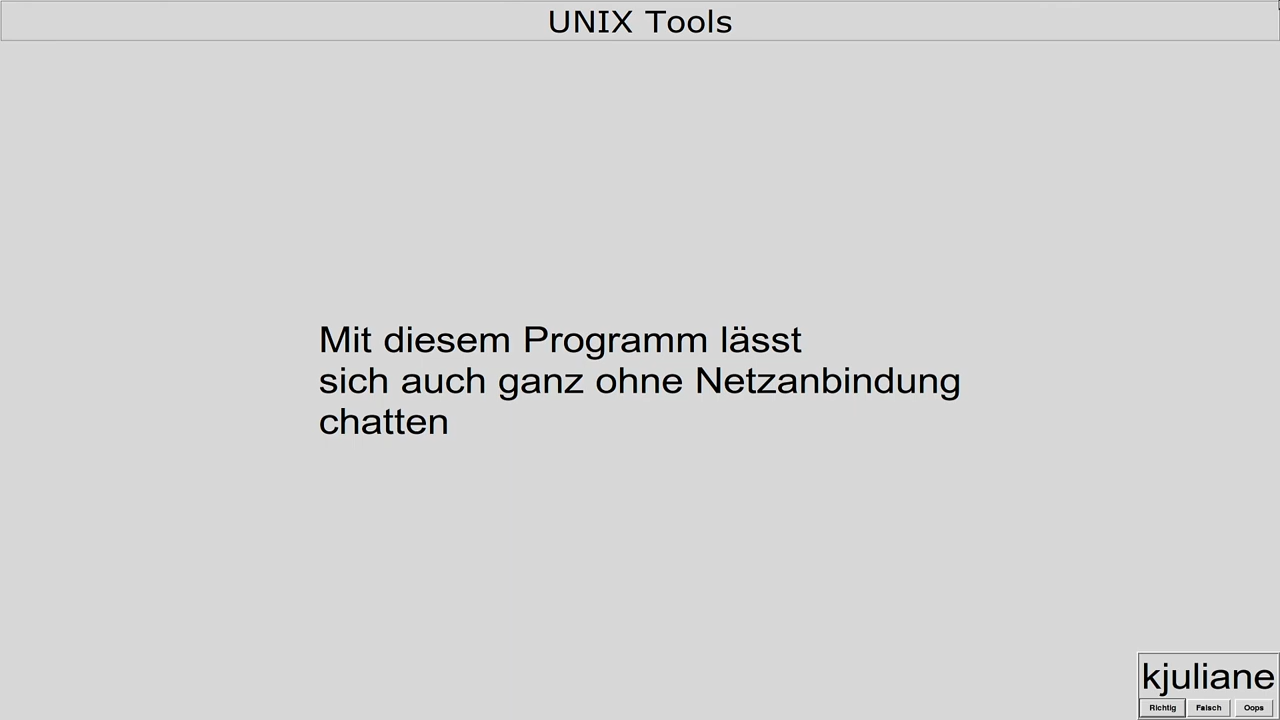 UNIX Tools
Mit diesem Programm lässt
sich auch ganz ohne Netzanbindung
chatten
kjuliane
Richtig Falsch Oops